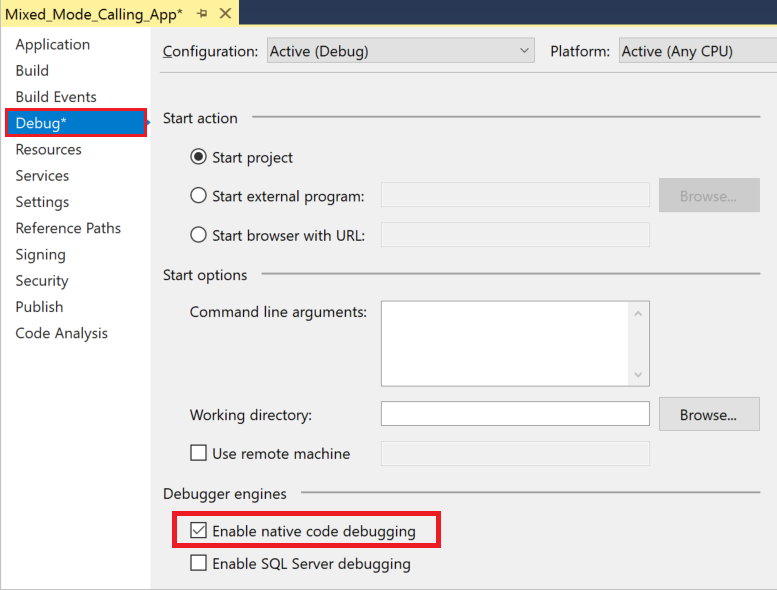 Mixed_Mode_Calling_App*
Application
Build
Build Events
Debug*
Resources
Services
Settings
Reference Paths
Signing
Security
Publish
Code Analysis
Configuration: Active (Debug) Platform: Active (Any CPU)
Start action
Start project
Start external program: Browse...
Start browser with URL:
Start options
Command line arguments:
Working directory: Browse...
Use remote machine
Debugger engines
Enable native code debugging
Enable SQL Server debugging